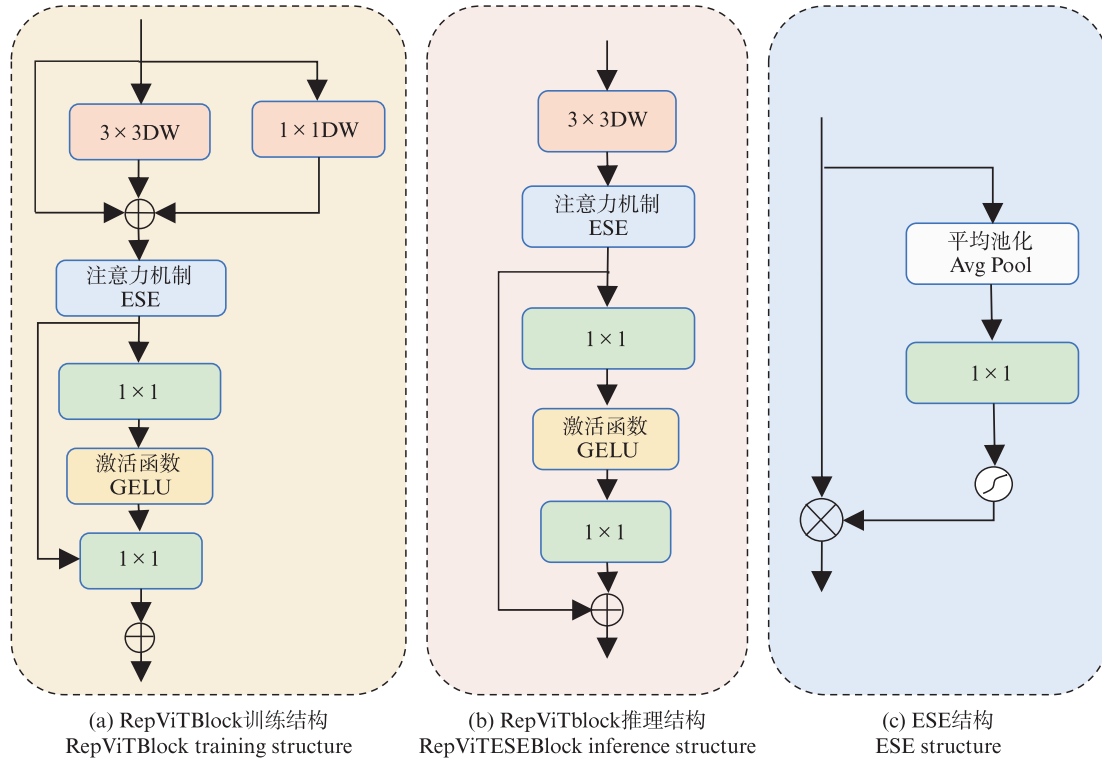 3×3DW
1×1DW
注意力机制
ESE
1×1
激活函数
GELU
1×1
(a) RepViTBlock训练结构
RepViTBlock training structure
3×3DW
注意力机制
ESE
1×1
激活函数
GELU
1×1
(b) RepViTblock推理结构
RepViTESEBlock inference structure
平均池化
Avg Pool
1×1
(c) ESE结构
ESE structure